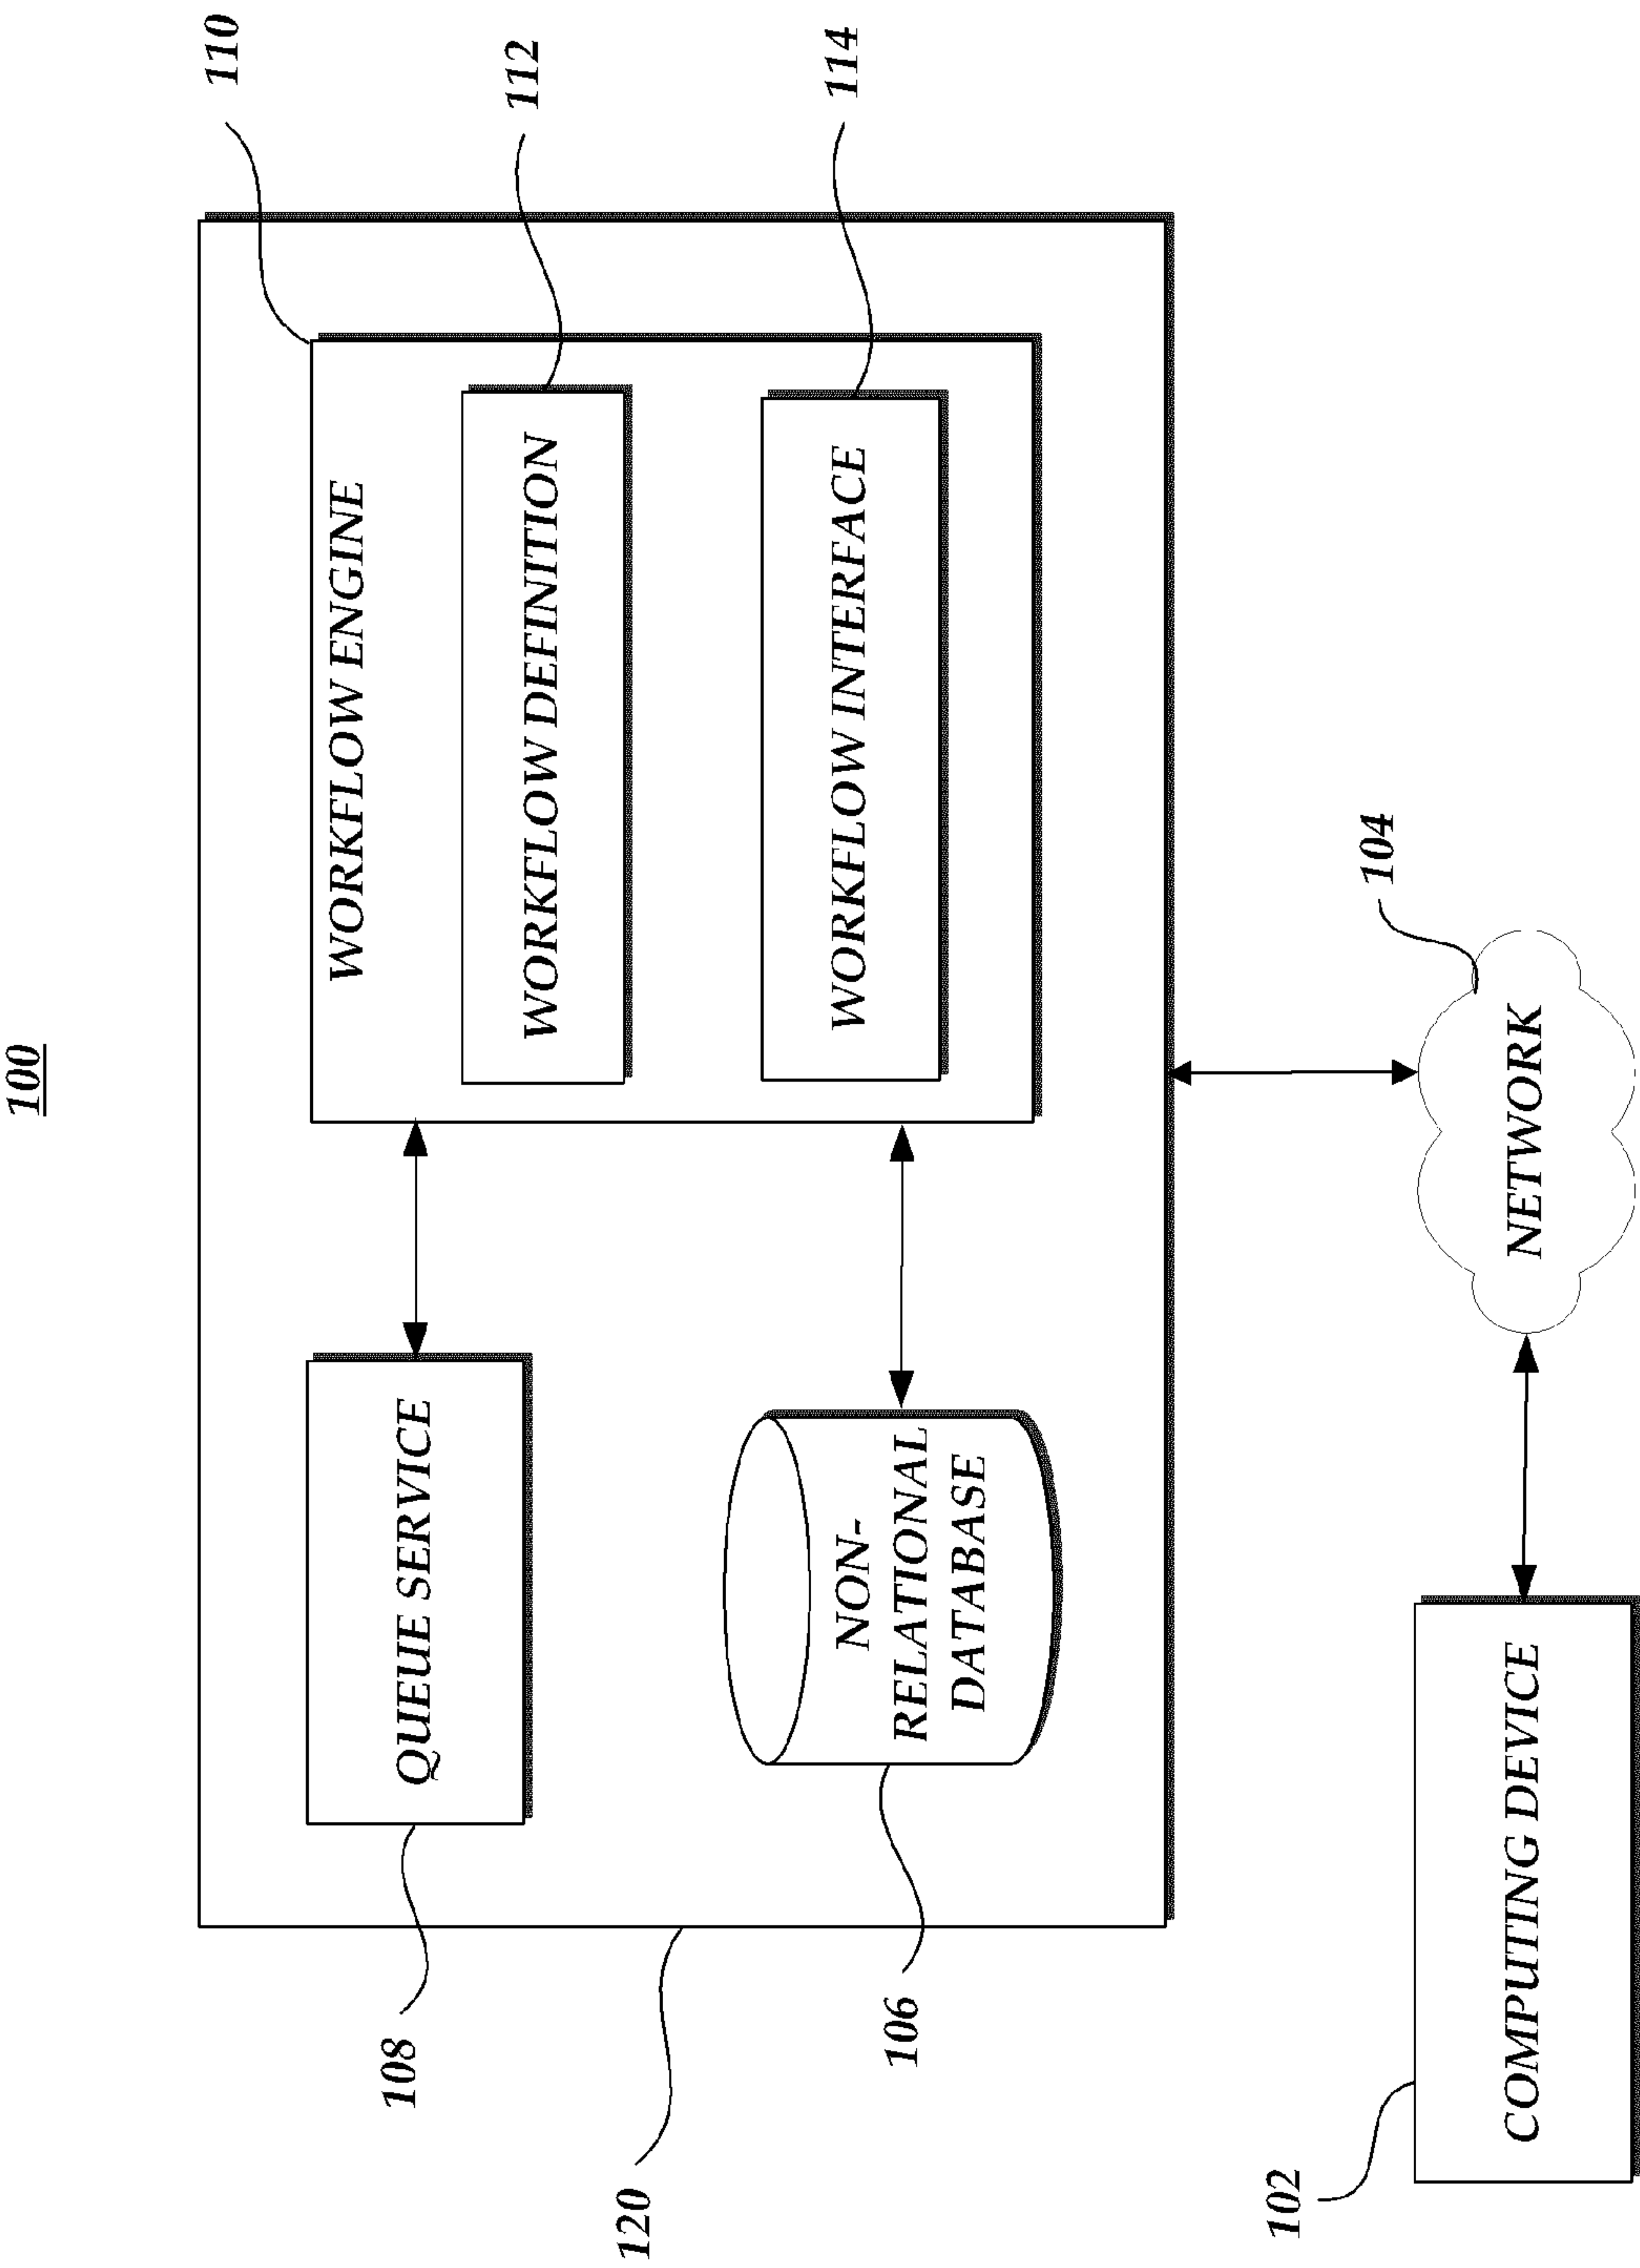 100
110
WORKFLOW ENGINE
112
WORKFLOW DEFINITION
114
WORKFLOW INTERFACE
108
QUEUE SERVICE
120
106
NON-
RELATIONAL
DATABASE
104
NETWORK
102
COMPUTING DEVICE